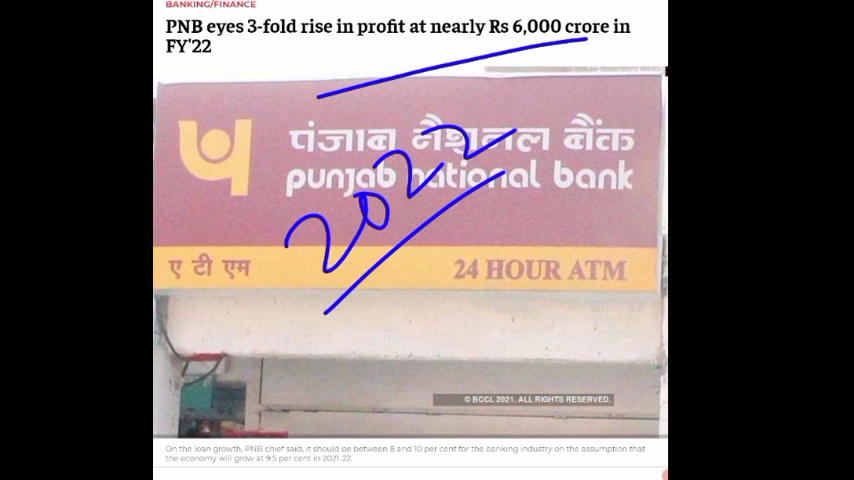 BANKING/FINANCE
PNB eyes 3-fold rise in profit at nearly Rs 6,000 crore in
FY'22
पंजाब नैशनल बैंक
punjab national bank
2022
ए टी एम
24 HOUR ATM
© BCCL 2021. ALL RIGHTS RESERVED.
On the loan growth, PNB chief said, it should be between 8 and 10 per cent for the banking industry on the assumption that
the economy will grow at 9.5 per cent in 2021-22.